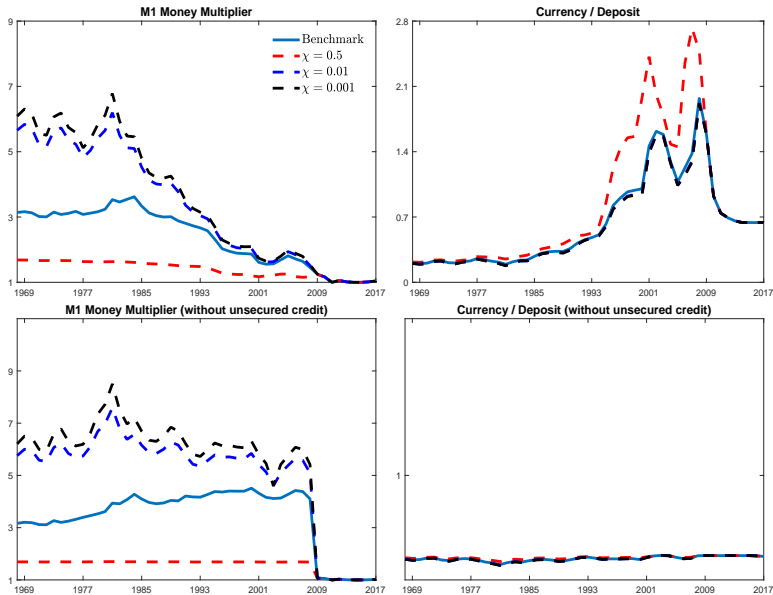 M1 Money Multiplier
9
7
5
3
1
1969 1977 1985 1993 2001 2009 2017
Benchmark
χ = 0.5
χ = 0.01
χ = 0.001
Currency / Deposit
2.8
2.1
1.4
0.7
0
1969 1977 1985 1993 2001 2009 2017
M1 Money Multiplier (without unsecured credit)
9
7
5
3
1
1969 1977 1985 1993 2001 2009 2017
Currency / Deposit (without unsecured credit)
1
1969 1977 1985 1993 2001 2009 2017